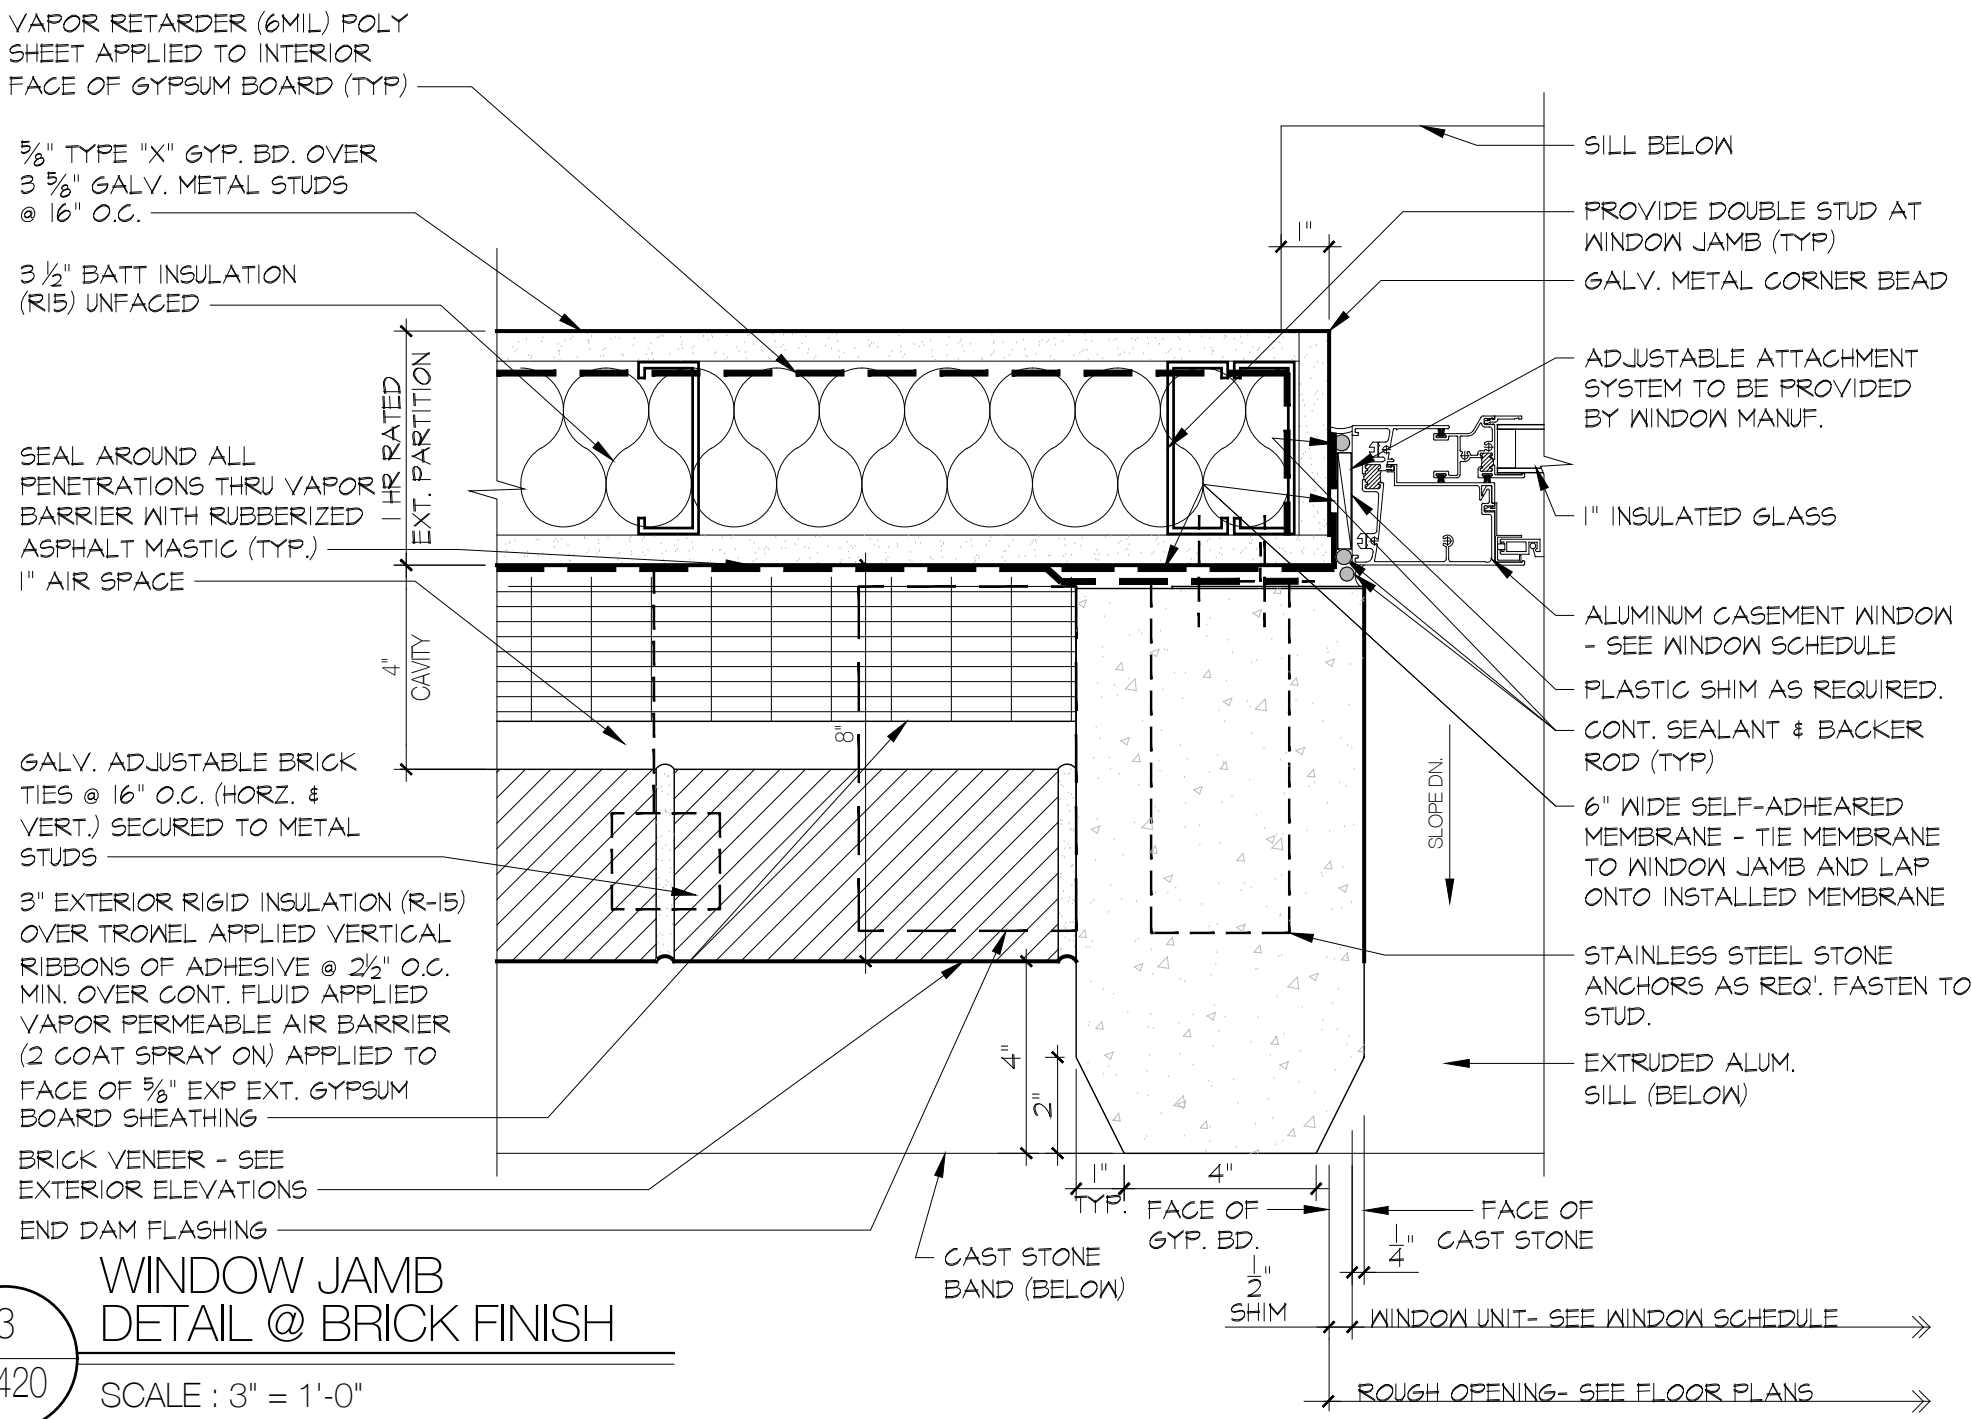 VAPOR RETARDER (6MIL) POLY
SHEET APPLIED TO INTERIOR
FACE OF GYPSUM BOARD (TYP)
5/8" TYPE "X" GYP. BD. OVER
3 5/8" GALV. METAL STUDS
@ 16" O.C.
3 1/2" BATT INSULATION
(R15) UNFACED
1 HR RATED
EXT. PARTITION
SEAL AROUND ALL
PENETRATIONS THRU VAPOR
BARRIER WITH RUBBERIZED
ASPHALT MASTIC (TYP.)
1" AIR SPACE
4"
CAVITY
GALV. ADJUSTABLE BRICK
TIES @ 16" O.C. (HORZ. &
VERT.) SECURED TO METAL
STUDS
3" EXTERIOR RIGID INSULATION (R-15)
OVER TROWEL APPLIED VERTICAL
RIBBONS OF ADHESIVE @ 2½" O.C.
MIN. OVER CONT. FLUID APPLIED
VAPOR PERMEABLE AIR BARRIER
(2 COAT SPRAY ON) APPLIED TO
FACE OF 5/8" EXP EXT. GYPSUM
BOARD SHEATHING
BRICK VENEER - SEE
EXTERIOR ELEVATIONS
END DAM FLASHING
8"
4"
2"
1"
TYP.
4"
1"
SILL BELOW
PROVIDE DOUBLE STUD AT
WINDOW JAMB (TYP)
GALV. METAL CORNER BEAD
ADJUSTABLE ATTACHMENT
SYSTEM TO BE PROVIDED
BY WINDOW MANUF.
1" INSULATED GLASS
ALUMINUM CASEMENT WINDOW
- SEE WINDOW SCHEDULE
PLASTIC SHIM AS REQUIRED.
CONT. SEALANT & BACKER
ROD (TYP)
6" WIDE SELF-ADHEARED
MEMBRANE - TIE MEMBRANE
TO WINDOW JAMB AND LAP
ONTO INSTALLED MEMBRANE
SLOPE DN.
STAINLESS STEEL STONE
ANCHORS AS REQ'. FASTEN TO
STUD.
EXTRUDED ALUM.
SILL (BELOW)
FACE OF
GYP. BD.
FACE OF
CAST STONE
1/4"
1/2"
SHIM
CAST STONE
BAND (BELOW)
WINDOW UNIT- SEE WINDOW SCHEDULE
ROUGH OPENING- SEE FLOOR PLANS
3
420
WINDOW JAMB
DETAIL @ BRICK FINISH
SCALE : 3" = 1'-0"